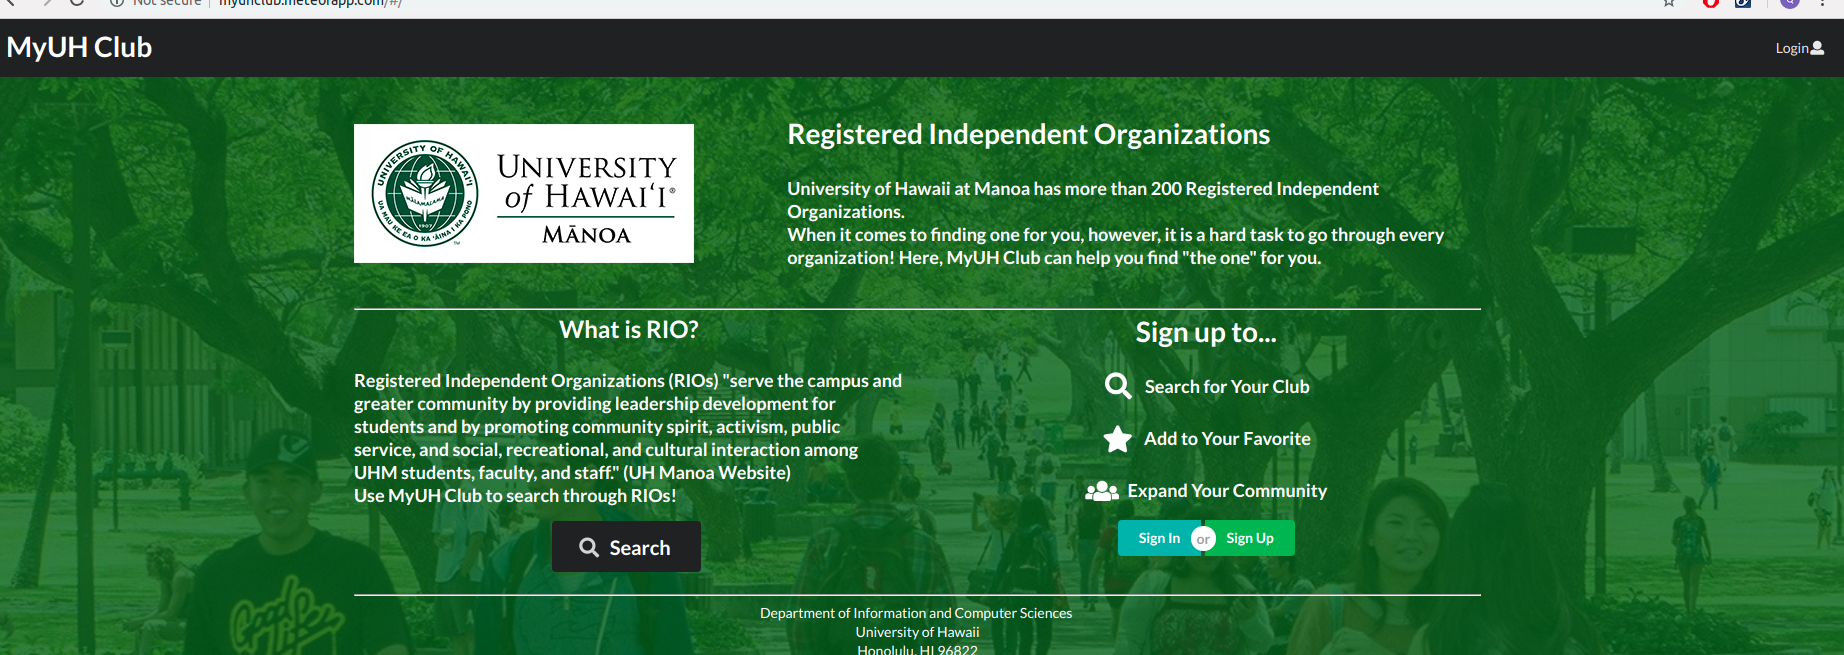 Not secure | myuhclub.meteorapp.com/#/
MyUH Club
Login
UNIVERSITY OF HAWAI'I
UA MAU KE EA O KA 'ĀINA I KA PONO
MALAMALAMA
1907
™
UNIVERSITY
of HAWAIʻI®
MĀNOA
Registered Independent Organizations
University of Hawaii at Manoa has more than 200 Registered Independent
Organizations.
When it comes to finding one for you, however, it is a hard task to go through every
organization! Here, MyUH Club can help you find "the one" for you.
What is RIO?
Registered Independent Organizations (RIOs) "serve the campus and
greater community by providing leadership development for
students and by promoting community spirit, activism, public
service, and social, recreational, and cultural interaction among
UHM students, faculty, and staff." (UH Manoa Website)
Use MyUH Club to search through RIOs!
Search
Sign up to...
Search for Your Club
Add to Your Favorite
Expand Your Community
Sign In or Sign Up
Department of Information and Computer Sciences
University of Hawaii
Honolulu, HI 96822